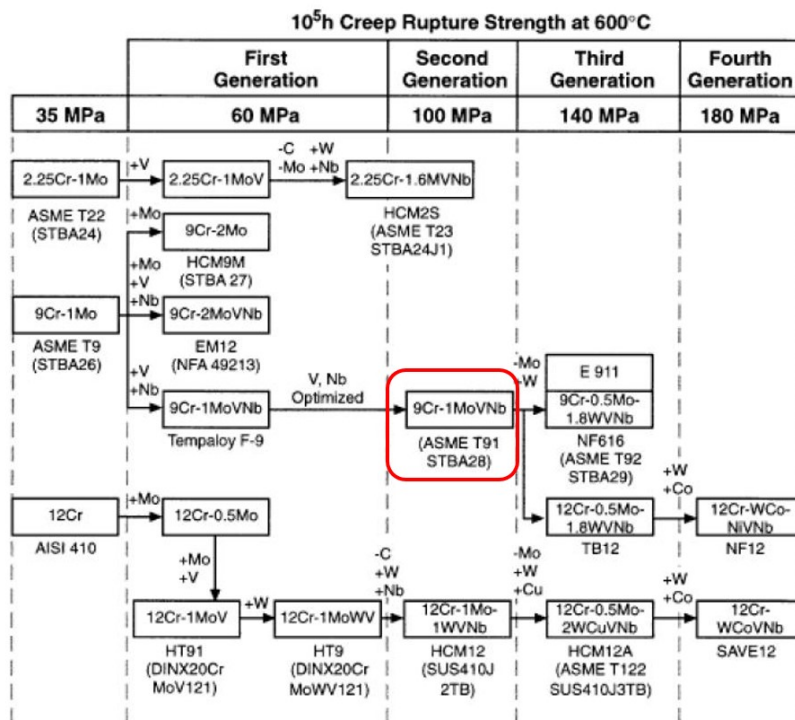 10⁵h Creep Rupture Strength at 600°C
First Generation
Second Generation
Third Generation
Fourth Generation
35 MPa
60 MPa
100 MPa
140 MPa
180 MPa
2.25Cr-1Mo
+V
2.25Cr-1MoV
-C +W
-Mo +Nb
2.25Cr-1.6MVNb
ASME T22
(STBA24)
HCM2S
(ASME T23
STBA24J1)
+Mo
9Cr-2Mo
HCM9M
(STBA 27)
+Mo
+V
+Nb
9Cr-1Mo
9Cr-2MoVNb
ASME T9
(STBA26)
EM12
(NFA 49213)
+V
+Nb
9Cr-1MoVNb
Tempaloy F-9
V, Nb
Optimized
9Cr-1MoVNb
(ASME T91
STBA28)
-Mo
+W
E 911
9Cr-0.5Mo-
1.8WVNb
NF616
(ASME T92
STBA29)
12Cr
+Mo
12Cr-0.5Mo
AISI 410
12Cr-0.5Mo-
1.8WVNb
TB12
+W
+Co
12Cr-WCo-
NiVNb
NF12
+Mo
+V
12Cr-1MoV
HT91
(DINX20Cr
MoV121)
+W
12Cr-1MoWV
HT9
(DINX20Cr
MoWV121)
-C
+W
+Nb
12Cr-1Mo-
1WVNb
HCM12
(SUS410J
2TB)
-Mo
+W
+Cu
12Cr-0.5Mo-
2WCuVNb
HCM12A
(ASME T122
SUS410J3TB)
+W
+Co
12Cr-
WCoVNb
SAVE12